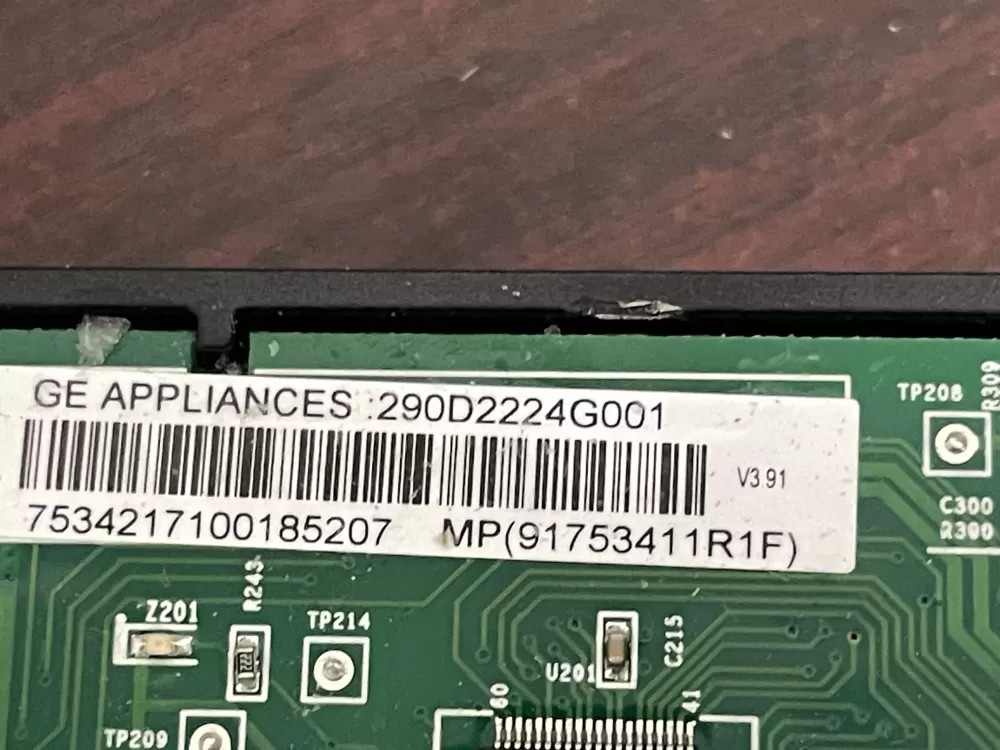 GE APPLIANCES :290D2224G001
V3.91
7534217100185207 MP(91753411R1F)
TP208
R309
C300
R300
Z201
R243
TP214
C215
U201
60
41
TP209